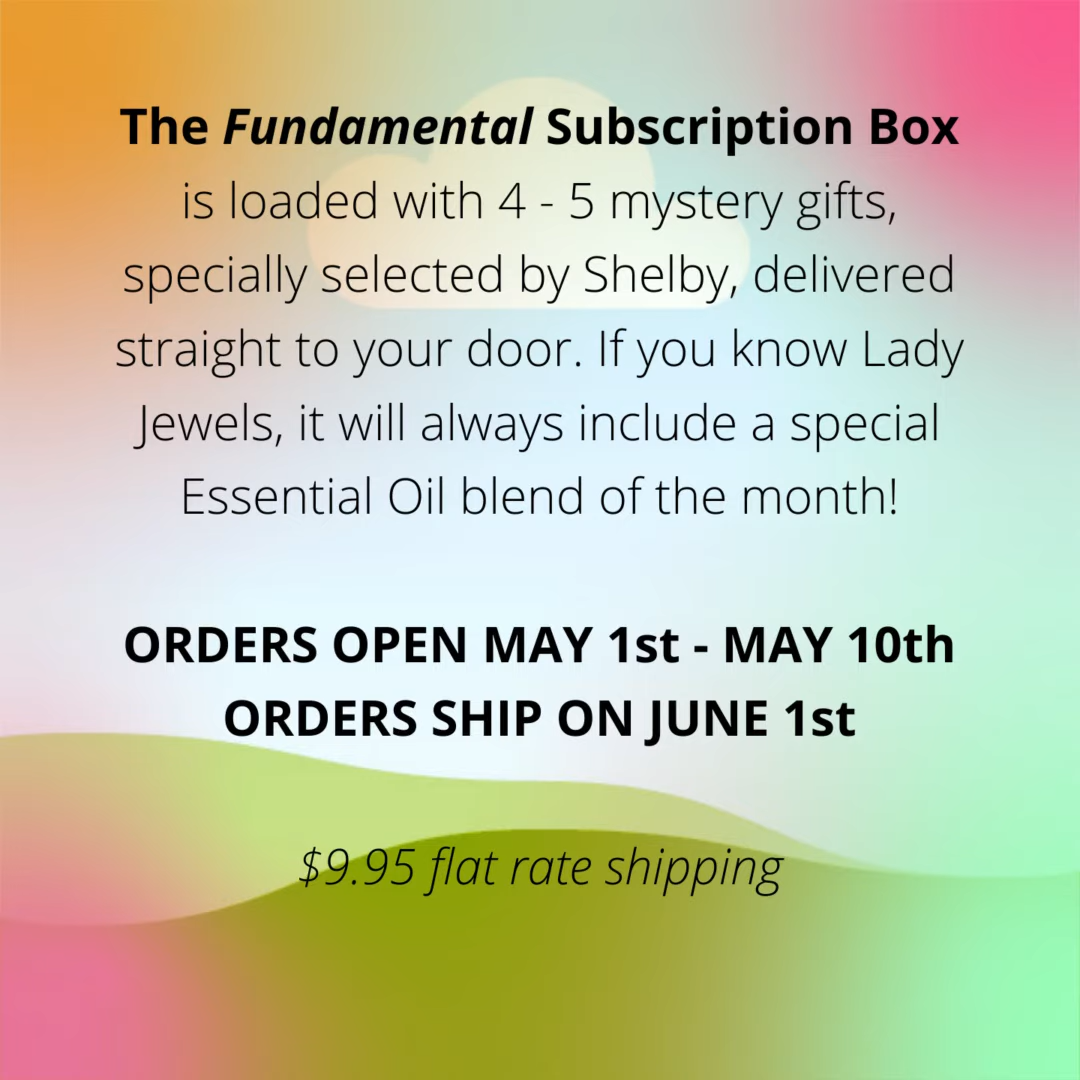 The Fundamental Subscription Box
is loaded with 4 - 5 mystery gifts,
specially selected by Shelby, delivered
straight to your door. If you know Lady
Jewels, it will always include a special
Essential Oil blend of the month!
ORDERS OPEN MAY 1st - MAY 10th
ORDERS SHIP ON JUNE 1st
$9.95 flat rate shipping